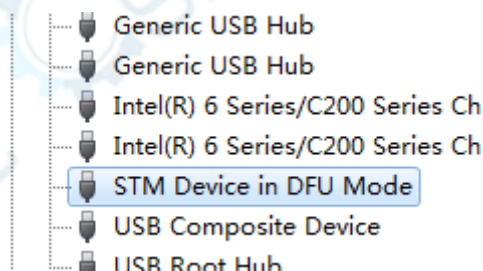 Generic USB Hub
Generic USB Hub
Intel(R) 6 Series/C200 Series Ch
Intel(R) 6 Series/C200 Series Ch
STM Device in DFU Mode
USB Composite Device
USB Root Hub